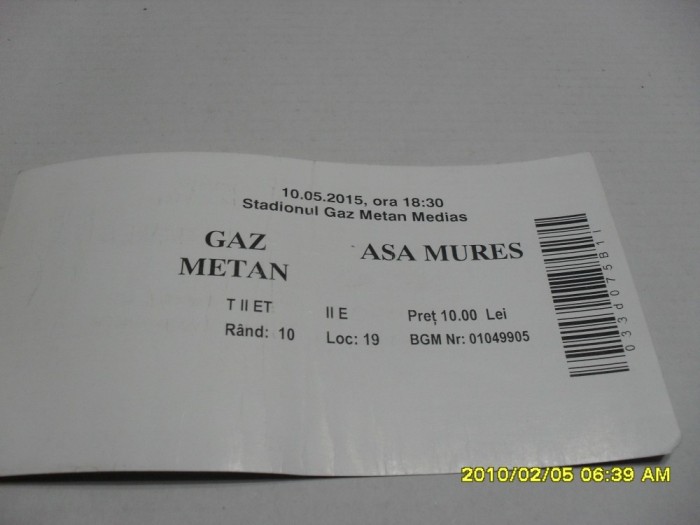 10.05.2015, ora 18:30
Stadionul Gaz Metan Medias
GAZ METAN
ASA MURES
T II ET II E Preț 10.00 Lei
Rând: 10 Loc: 19 BGM Nr: 01049905
033d075B11
2010/02/05 06:39 AM